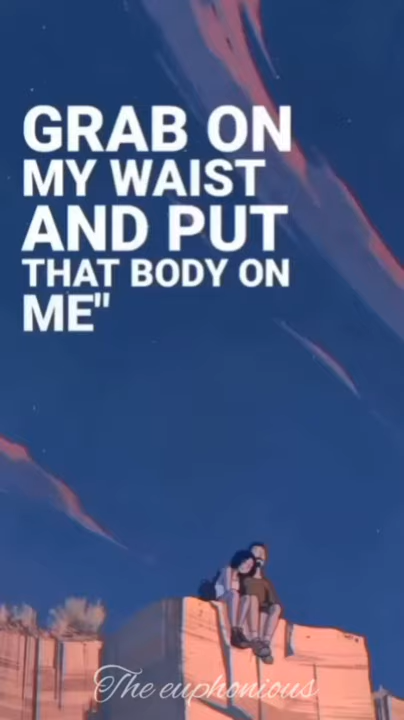 GRAB ON
MY WAIST
AND PUT
THAT BODY ON
ME"
The euphonious